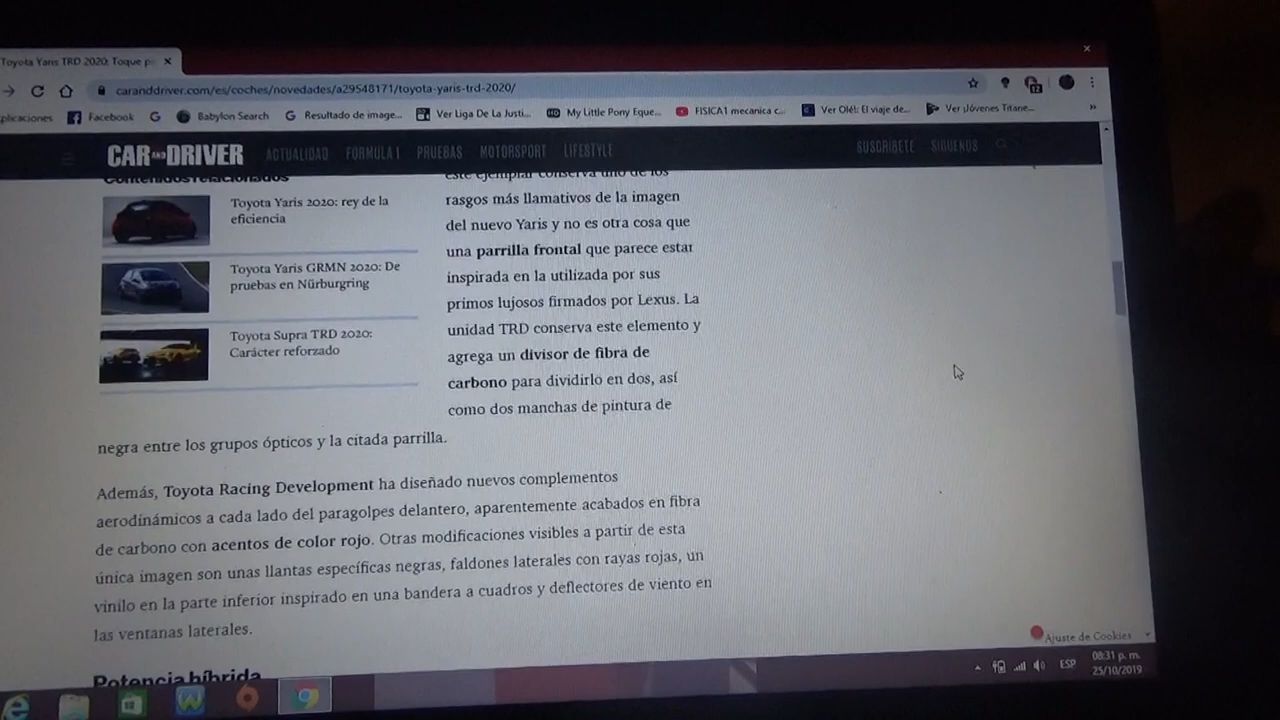 Toyota Yaris TRD 2020: Toque p
caranddriver.com/es/coches/novedades/a29548171/toyota-yaris-trd-2020/
plicaciones Facebook Babylon Search Resultado de image... Ver Liga De La Justi... My Little Pony Eque... FISICA1 mecanica c... Ver Olé!: El viaje de... Ver ¡Jóvenes Titane...
CAR AND DRIVER ACTUALIDAD FÓRMULA 1 PRUEBAS MOTORSPORT LIFESTYLE SUSCRÍBETE SÍGUENOS
Contenidos relacionados
Toyota Yaris 2020: rey de la
eficiencia
Toyota Yaris GRMN 2020: De
pruebas en Nürburgring
Toyota Supra TRD 2020:
Carácter reforzado
este ejemplar conserva uno de los
rasgos más llamativos de la imagen
del nuevo Yaris y no es otra cosa que
una parrilla frontal que parece estar
inspirada en la utilizada por sus
primos lujosos firmados por Lexus. La
unidad TRD conserva este elemento y
agrega un divisor de fibra de
carbono para dividirlo en dos, así
como dos manchas de pintura de
negra entre los grupos ópticos y la citada parrilla.
Además, Toyota Racing Development ha diseñado nuevos complementos
aerodinámicos a cada lado del paragolpes delantero, aparentemente acabados en fibra
de carbono con acentos de color rojo. Otras modificaciones visibles a partir de esta
única imagen son unas llantas específicas negras, faldones laterales con rayas rojas, un
vinilo en la parte inferior inspirado en una bandera a cuadros y deflectores de viento en
las ventanas laterales.
Potencia híbrida
Ajuste de Cookies
ESP
08:31 p. m.
25/10/2019